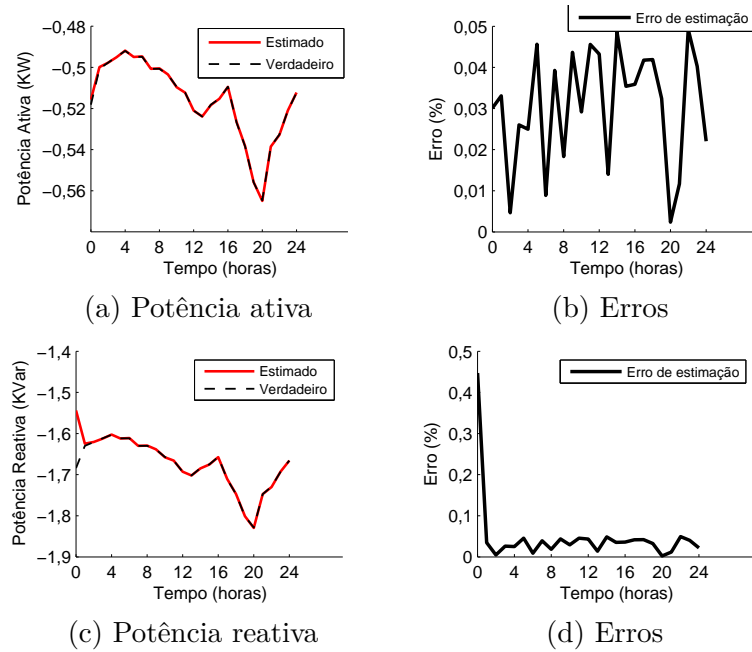 −0,48
−0,5
−0,52
−0,54
−0,56
Potência Ativa (KW)
0 4 8 12 16 20 24
Tempo (horas)
Estimado
Verdadeiro
(a) Potência ativa
0,05
0,04
0,03
0,02
0,01
0
Erro (%)
0 4 8 12 16 20 24
Tempo (horas)
Erro de estimação
(b) Erros
−1,4
−1,5
−1,6
−1,7
−1,8
−1,9
Potência Reativa (KVar)
0 4 8 12 16 20 24
Tempo (horas)
Estimado
Verdadeiro
(c) Potência reativa
0,5
0,4
0,3
0,2
0,1
0
Erro (%)
0 4 8 12 16 20 24
Tempo (horas)
Erro de estimação
(d) Erros